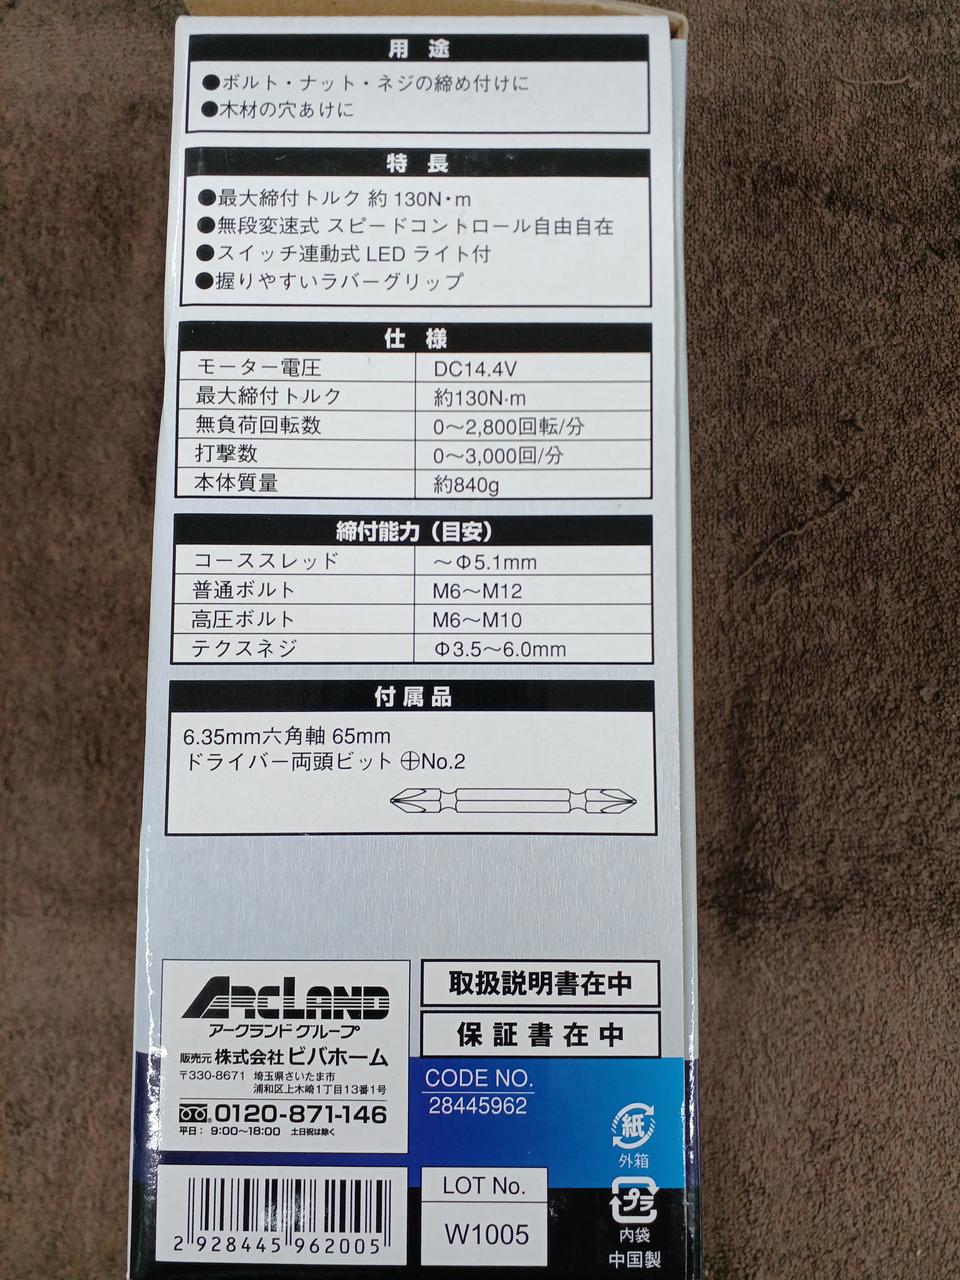 用途
●ボルト・ナット・ネジの締め付けに
●木材の穴あけに
特長
●最大締付トルク 約130N・m
●無段変速式 スピードコントロール自由自在
●スイッチ連動式 LED ライト付
●握りやすいラバーグリップ
仕様
モーター電圧 DC14.4V
最大締付トルク 約130N·m
無負荷回転数 0～2,800回転/分
打撃数 0～3,000回/分
本体質量 約840g
締付能力（目安）
コーススレッド ～Φ5.1mm
普通ボルト M6～M12
高圧ボルト M6～M10
テクスネジ Φ3.5～6.0mm
付属品
6.35mm六角軸 65mm
ドライバー両頭ビット ⊕No.2
ARCLAND
アークランドグループ
販売元 株式会社 ビバホーム
〒330-8671 埼玉県さいたま市
浦和区上木崎1丁目13番1号
0120-871-146
平日： 9:00～18:00 土日祝は除く
2 928445 962005
取扱説明書在中
保証書在中
CODE NO.
28445962
LOT No.
W1005
紙
外箱
プラ
内袋
中国製